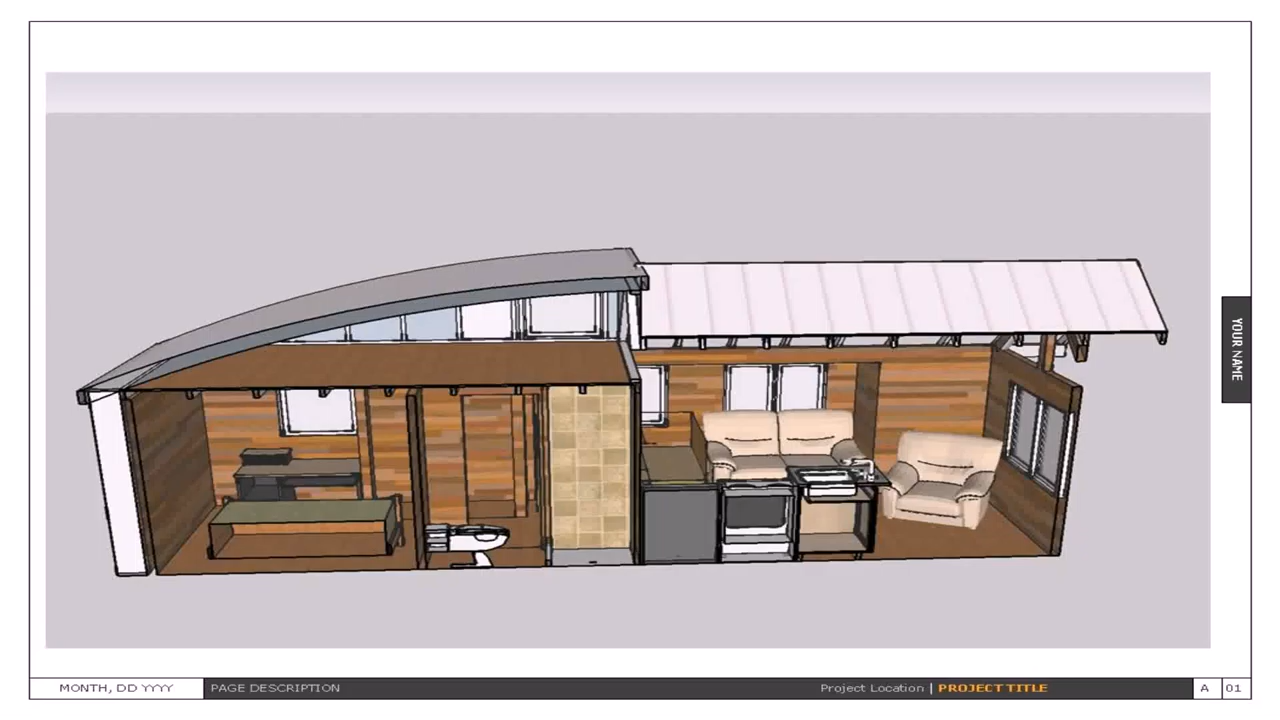 YOUR NAME
MONTH, DD YYYY
PAGE DESCRIPTION
Project Location | PROJECT TITLE
A 01